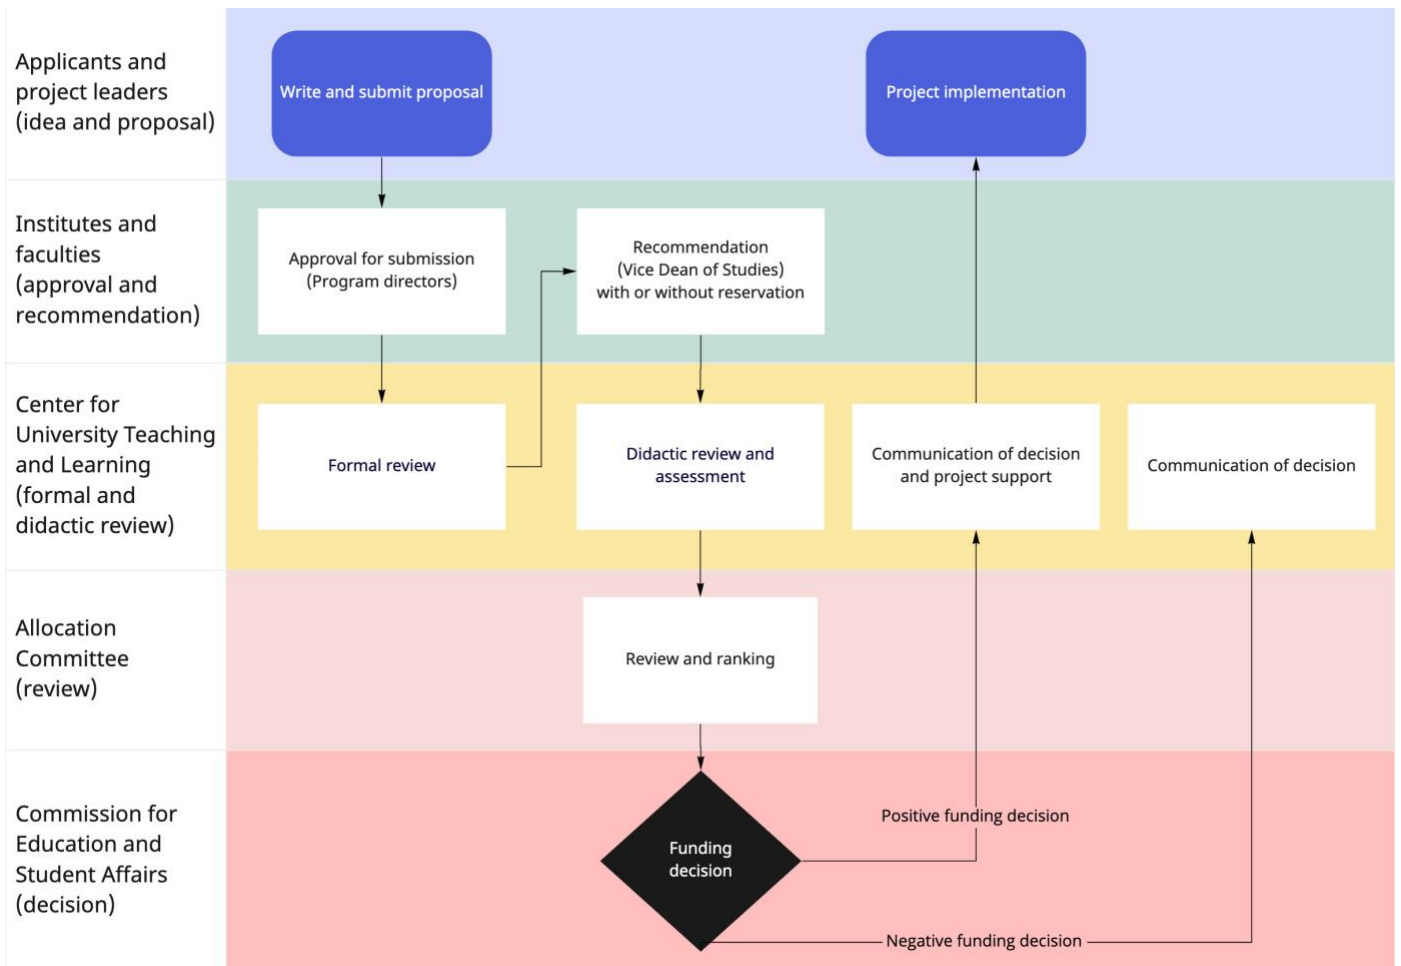 Applicants and
project leaders
(idea and proposal)
Write and submit proposal
Project implementation
Institutes and
faculties
(approval and
recommendation)
Approval for submission
(Program directors)
Recommendation
(Vice Dean of Studies)
with or without reservation
Center for
University Teaching
and Learning
(formal and
didactic review)
Formal review
Didactic review and
assessment
Communication of decision
and project support
Communication of decision
Allocation
Committee
(review)
Review and ranking
Commission for
Education and
Student Affairs
(decision)
Funding
decision
Positive funding decision
Negative funding decision